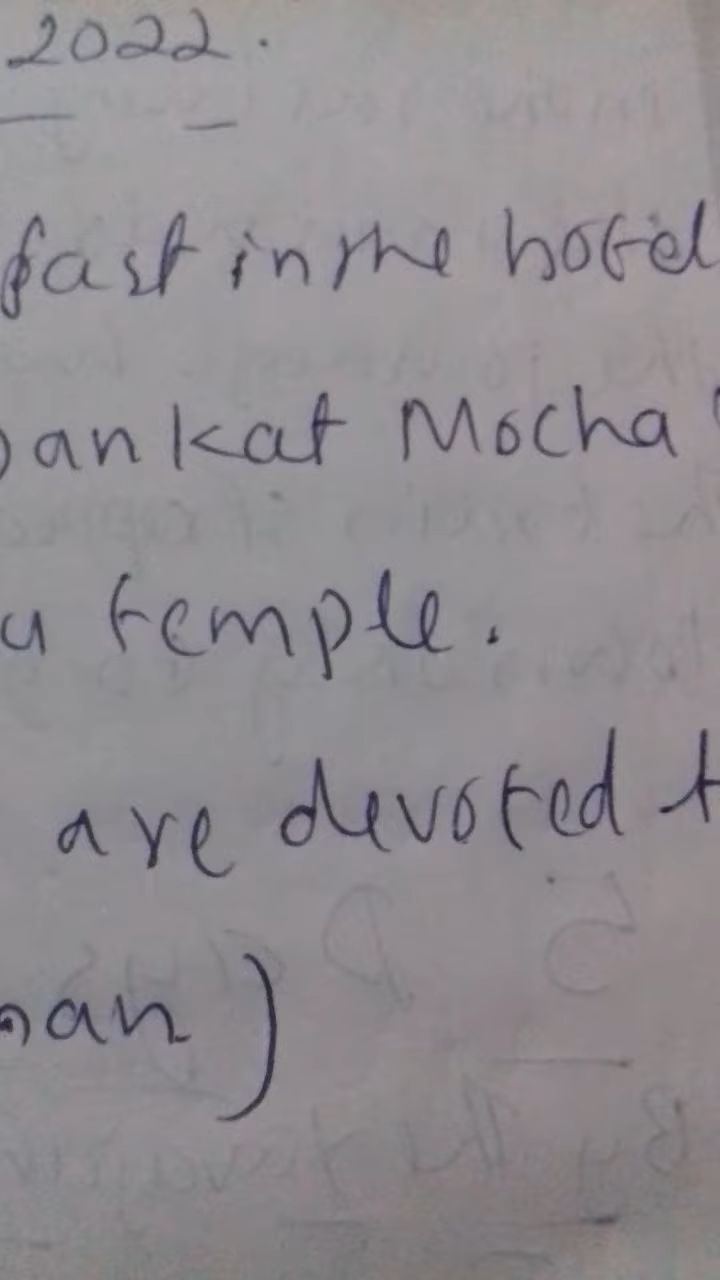 2022.
fast in the hotel
ankat Mocha
u temple.
are devoted t
an)